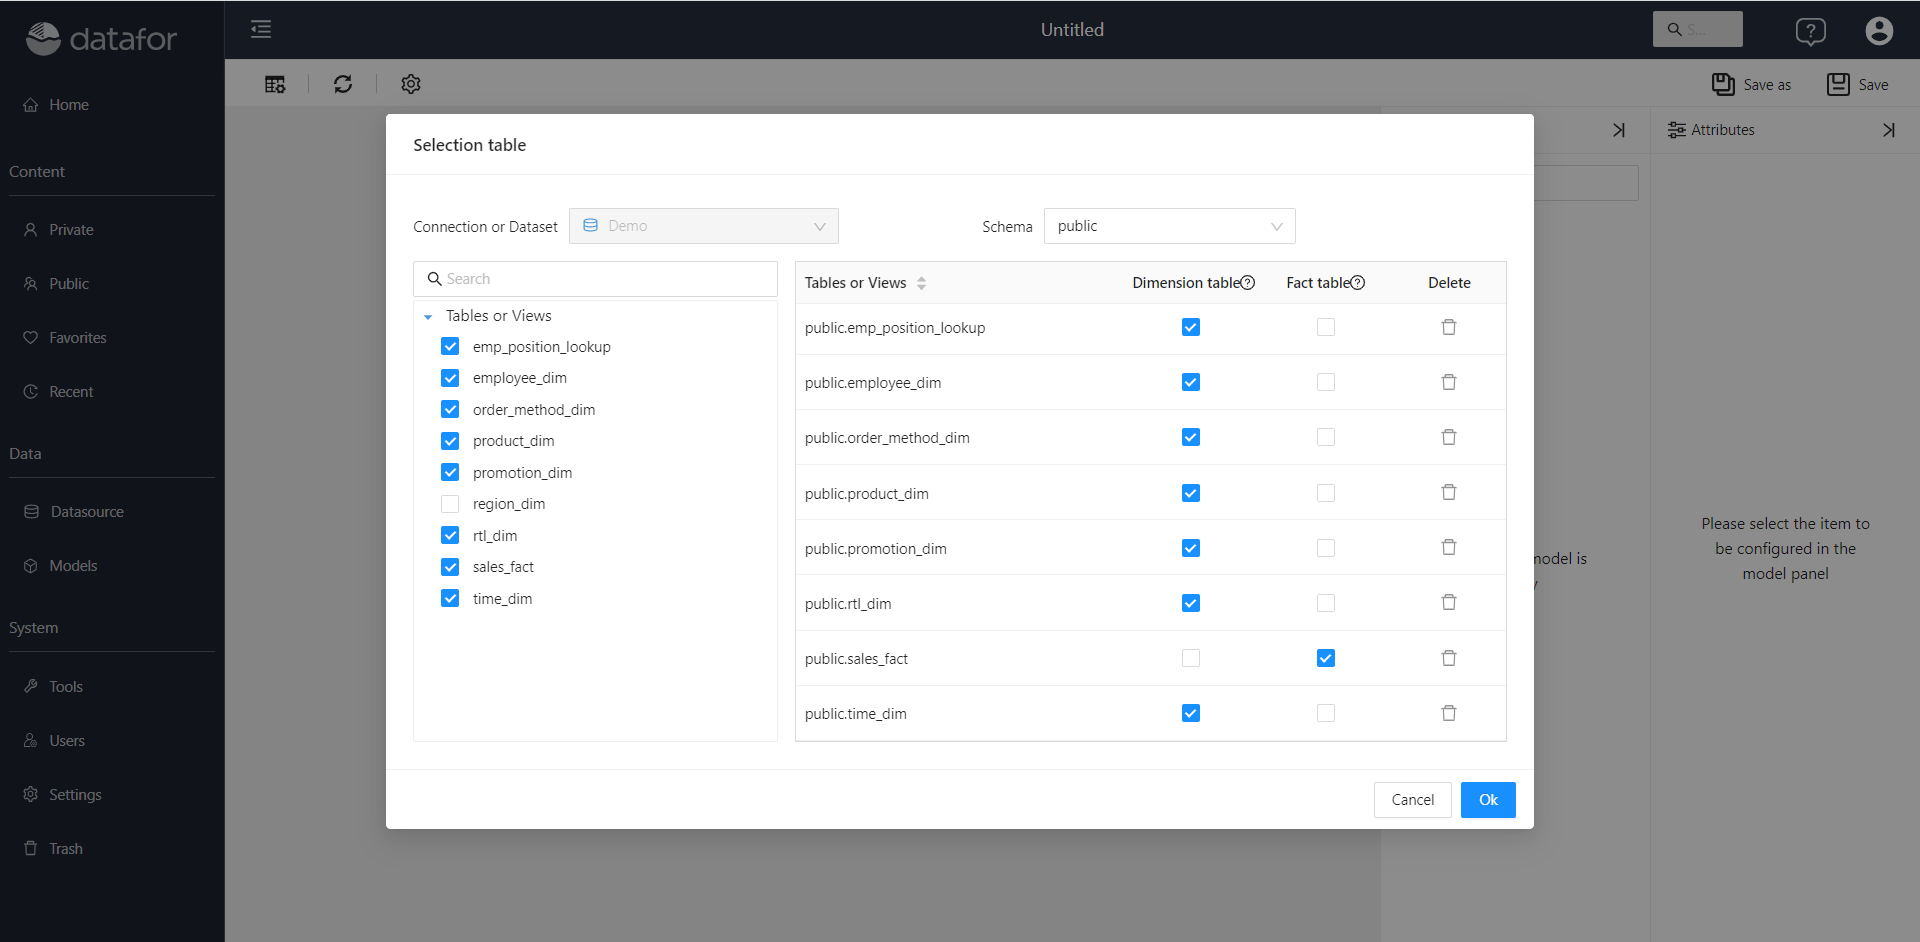 datafor
Untitled
S...
Home
Content
Private
Public
Favorites
Recent
Data
Datasource
Models
System
Tools
Users
Settings
Trash
Save as
Save
Attributes
Please select the item to
be configured in the
model panel
model is
Selection table
Connection or Dataset
Demo
Schema
public
Search
Tables or Views
emp_position_lookup
employee_dim
order_method_dim
product_dim
promotion_dim
region_dim
rtl_dim
sales_fact
time_dim
Tables or Views Dimension table Fact table Delete
public.emp_position_lookup
public.employee_dim
public.order_method_dim
public.product_dim
public.promotion_dim
public.rtl_dim
public.sales_fact
public.time_dim
Cancel
Ok